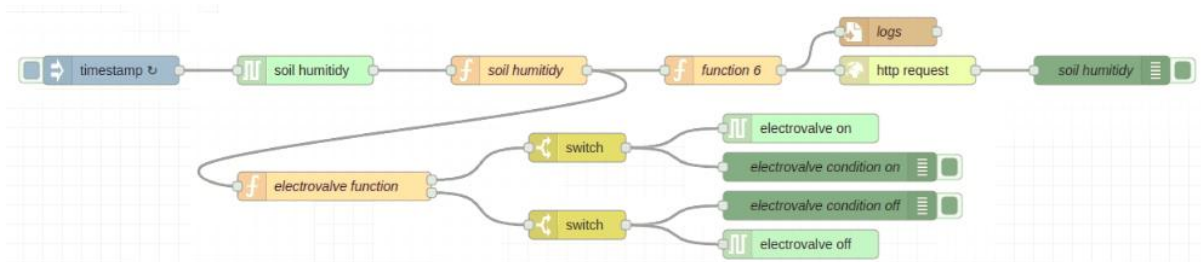 logs
timestamp ↻
soil humitidy
soil humitidy
function 6
http request
soil humitidy
electrovalve on
switch
electrovalve condition on
electrovalve function
electrovalve condition off
switch
electrovalve off